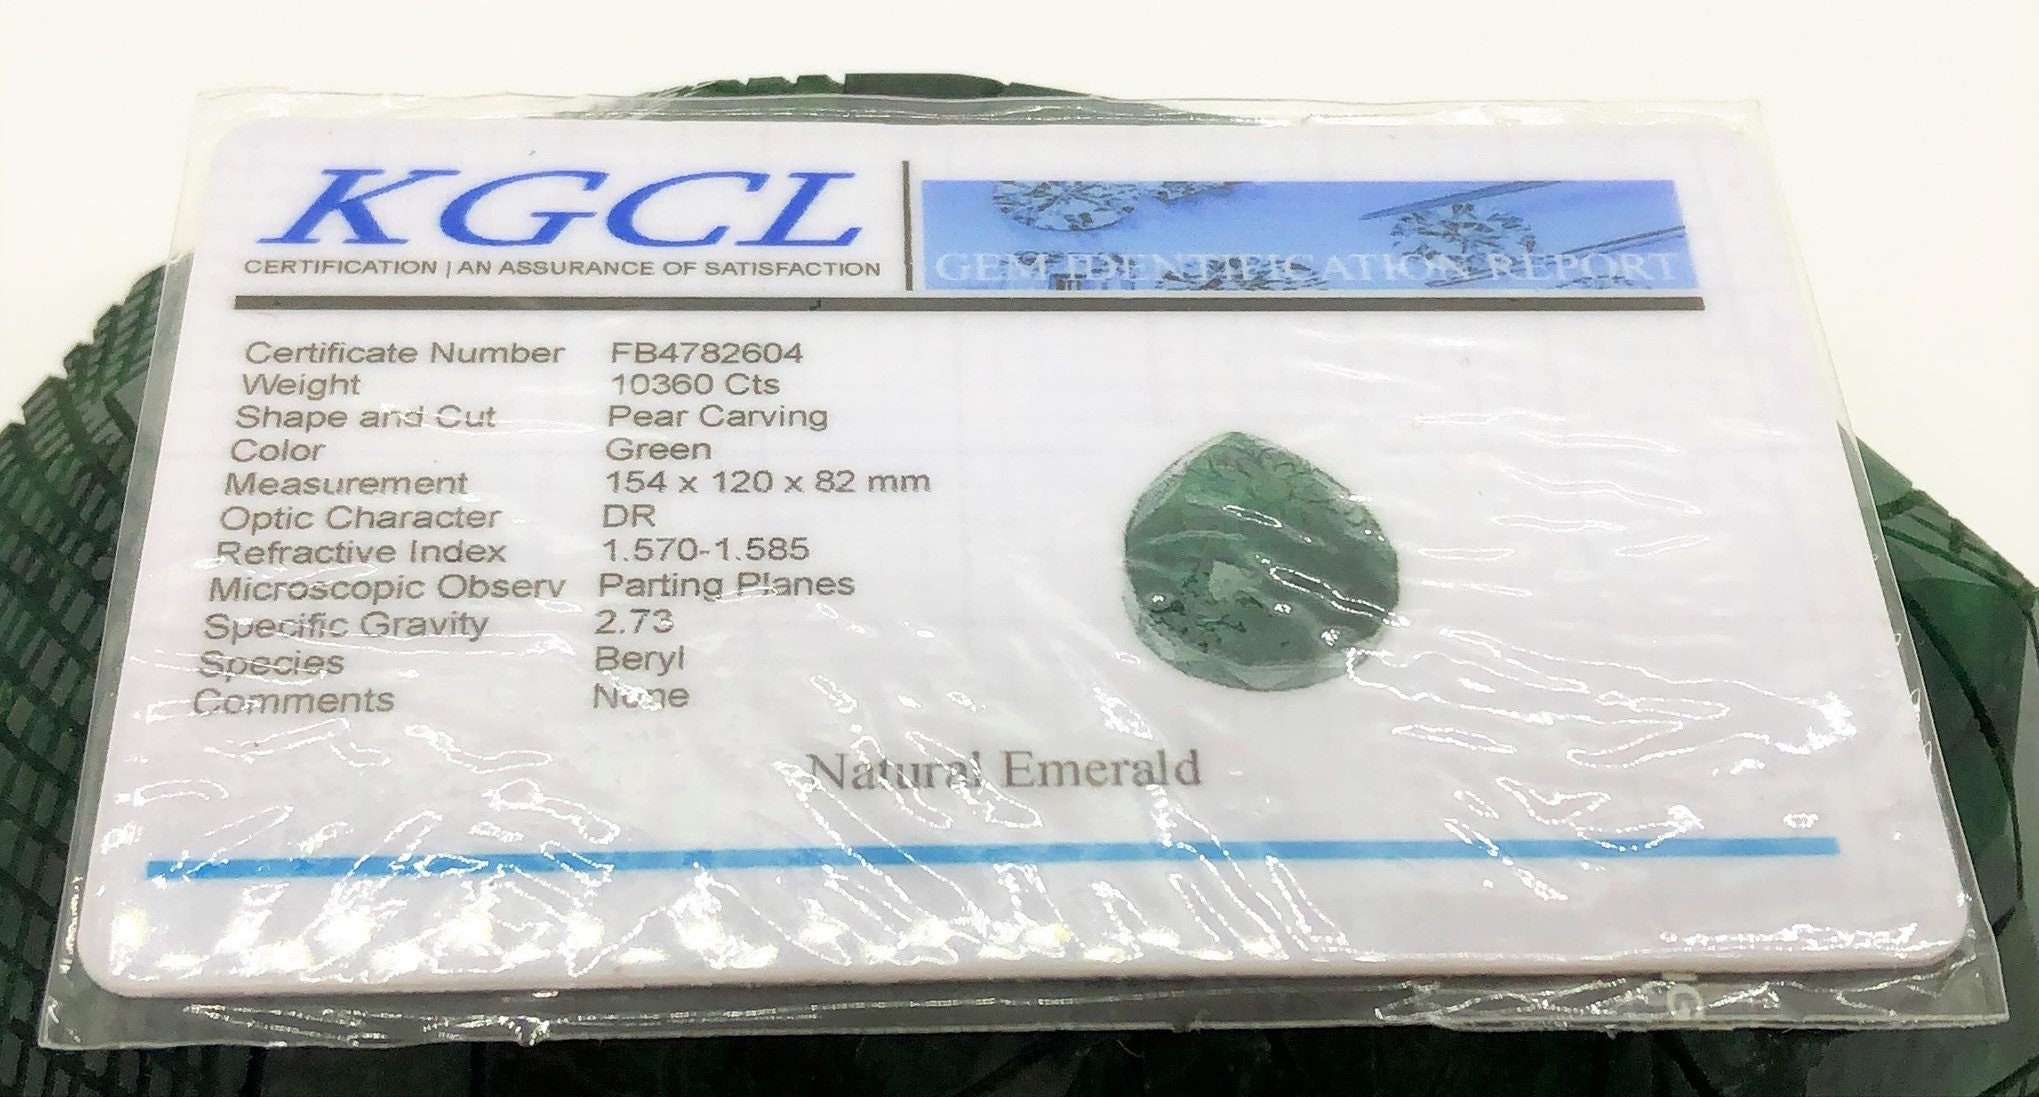 KGCL
CERTIFICATION | AN ASSURANCE OF SATISFACTION
GEM IDENTIFICATION REPORT
Certificate Number FB4782604
Weight 10360 Cts
Shape and Cut Pear Carving
Color Green
Measurement 154 x 120 x 82 mm
Optic Character DR
Refractive Index 1.570-1.585
Microscopic Observ Parting Planes
Specific Gravity 2.73
Species Beryl
Comments None
Natural Emerald